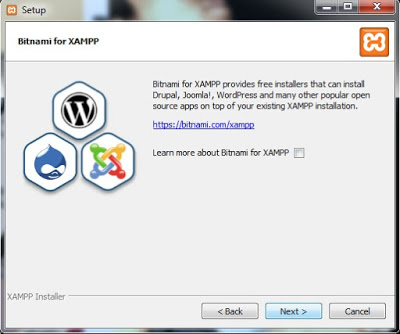 Setup
Bitnami for XAMPP
Bitnami for XAMPP provides free installers that can install
Drupal, Joomla!, WordPress and many other popular open
source apps on top of your existing XAMPP installation.
https://bitnami.com/xampp
Learn more about Bitnami for XAMPP
XAMPP Installer
< Back
Next >
Cancel